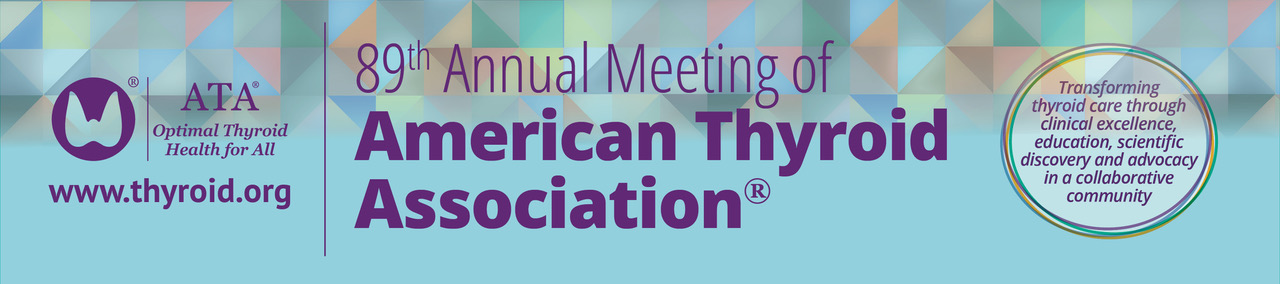 ®
ATA®
Optimal Thyroid
Health for All
www.thyroid.org
89th Annual Meeting of
American Thyroid
Association®
Transforming
thyroid care through
clinical excellence,
education, scientific
discovery and advocacy
in a collaborative
community